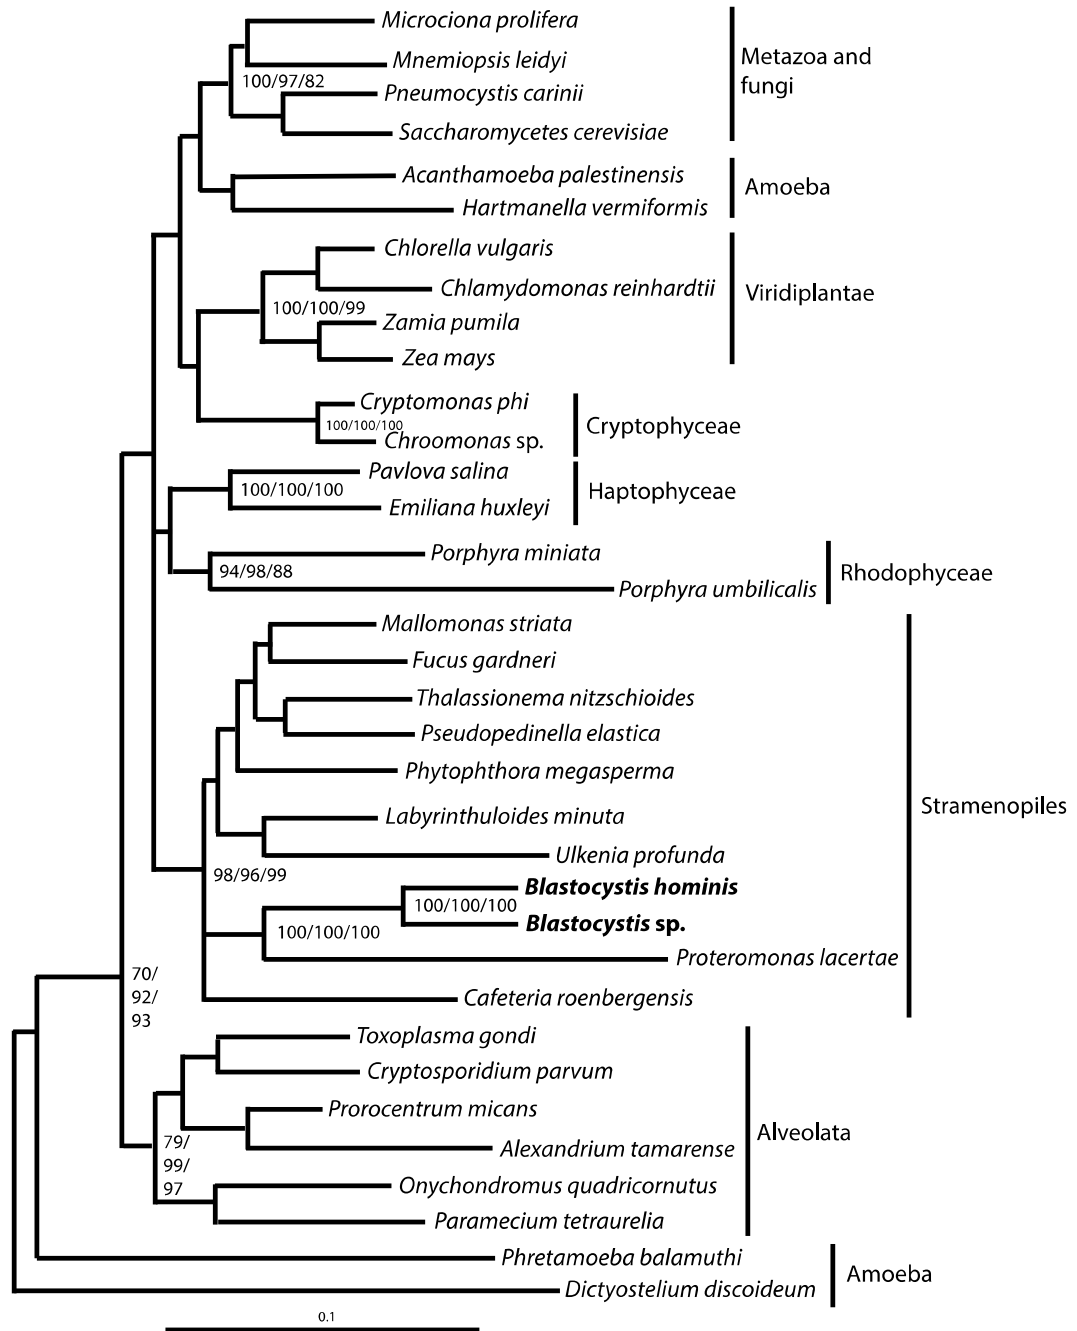 Microciona prolifera
Mnemiopsis leidyi
Metazoa and
fungi
100/97/82
Pneumocystis carinii
Saccharomycetes cerevisiae
Acanthamoeba palestinensis
Amoeba
Hartmanella vermiformis
Chlorella vulgaris
Chlamydomonas reinhardtii
Viridiplantae
100/100/99
Zamia pumila
Zea mays
Cryptomonas phi
100/100/100
Cryptophyceae
Chroomonas sp.
Pavlova salina
100/100/100
Haptophyceae
Emiliana huxleyi
Porphyra miniata
94/98/88
Rhodophyceae
Porphyra umbilicalis
Mallomonas striata
Fucus gardneri
Thalassionema nitzschioides
Pseudopedinella elastica
Phytophthora megasperma
Stramenopiles
Labyrinthuloides minuta
Ulkenia profunda
98/96/99
Blastocystis hominis
100/100/100
Blastocystis sp.
100/100/100
Proteromonas lacertae
70/
92/
93
Cafeteria roenbergensis
Toxoplasma gondi
Cryptosporidium parvum
Prorocentrum micans
Alveolata
79/
99/
97
Alexandrium tamarense
Onychondromus quadricornutus
Paramecium tetraurelia
Phretamoeba balamuthi
Amoeba
Dictyostelium discoideum
0.1